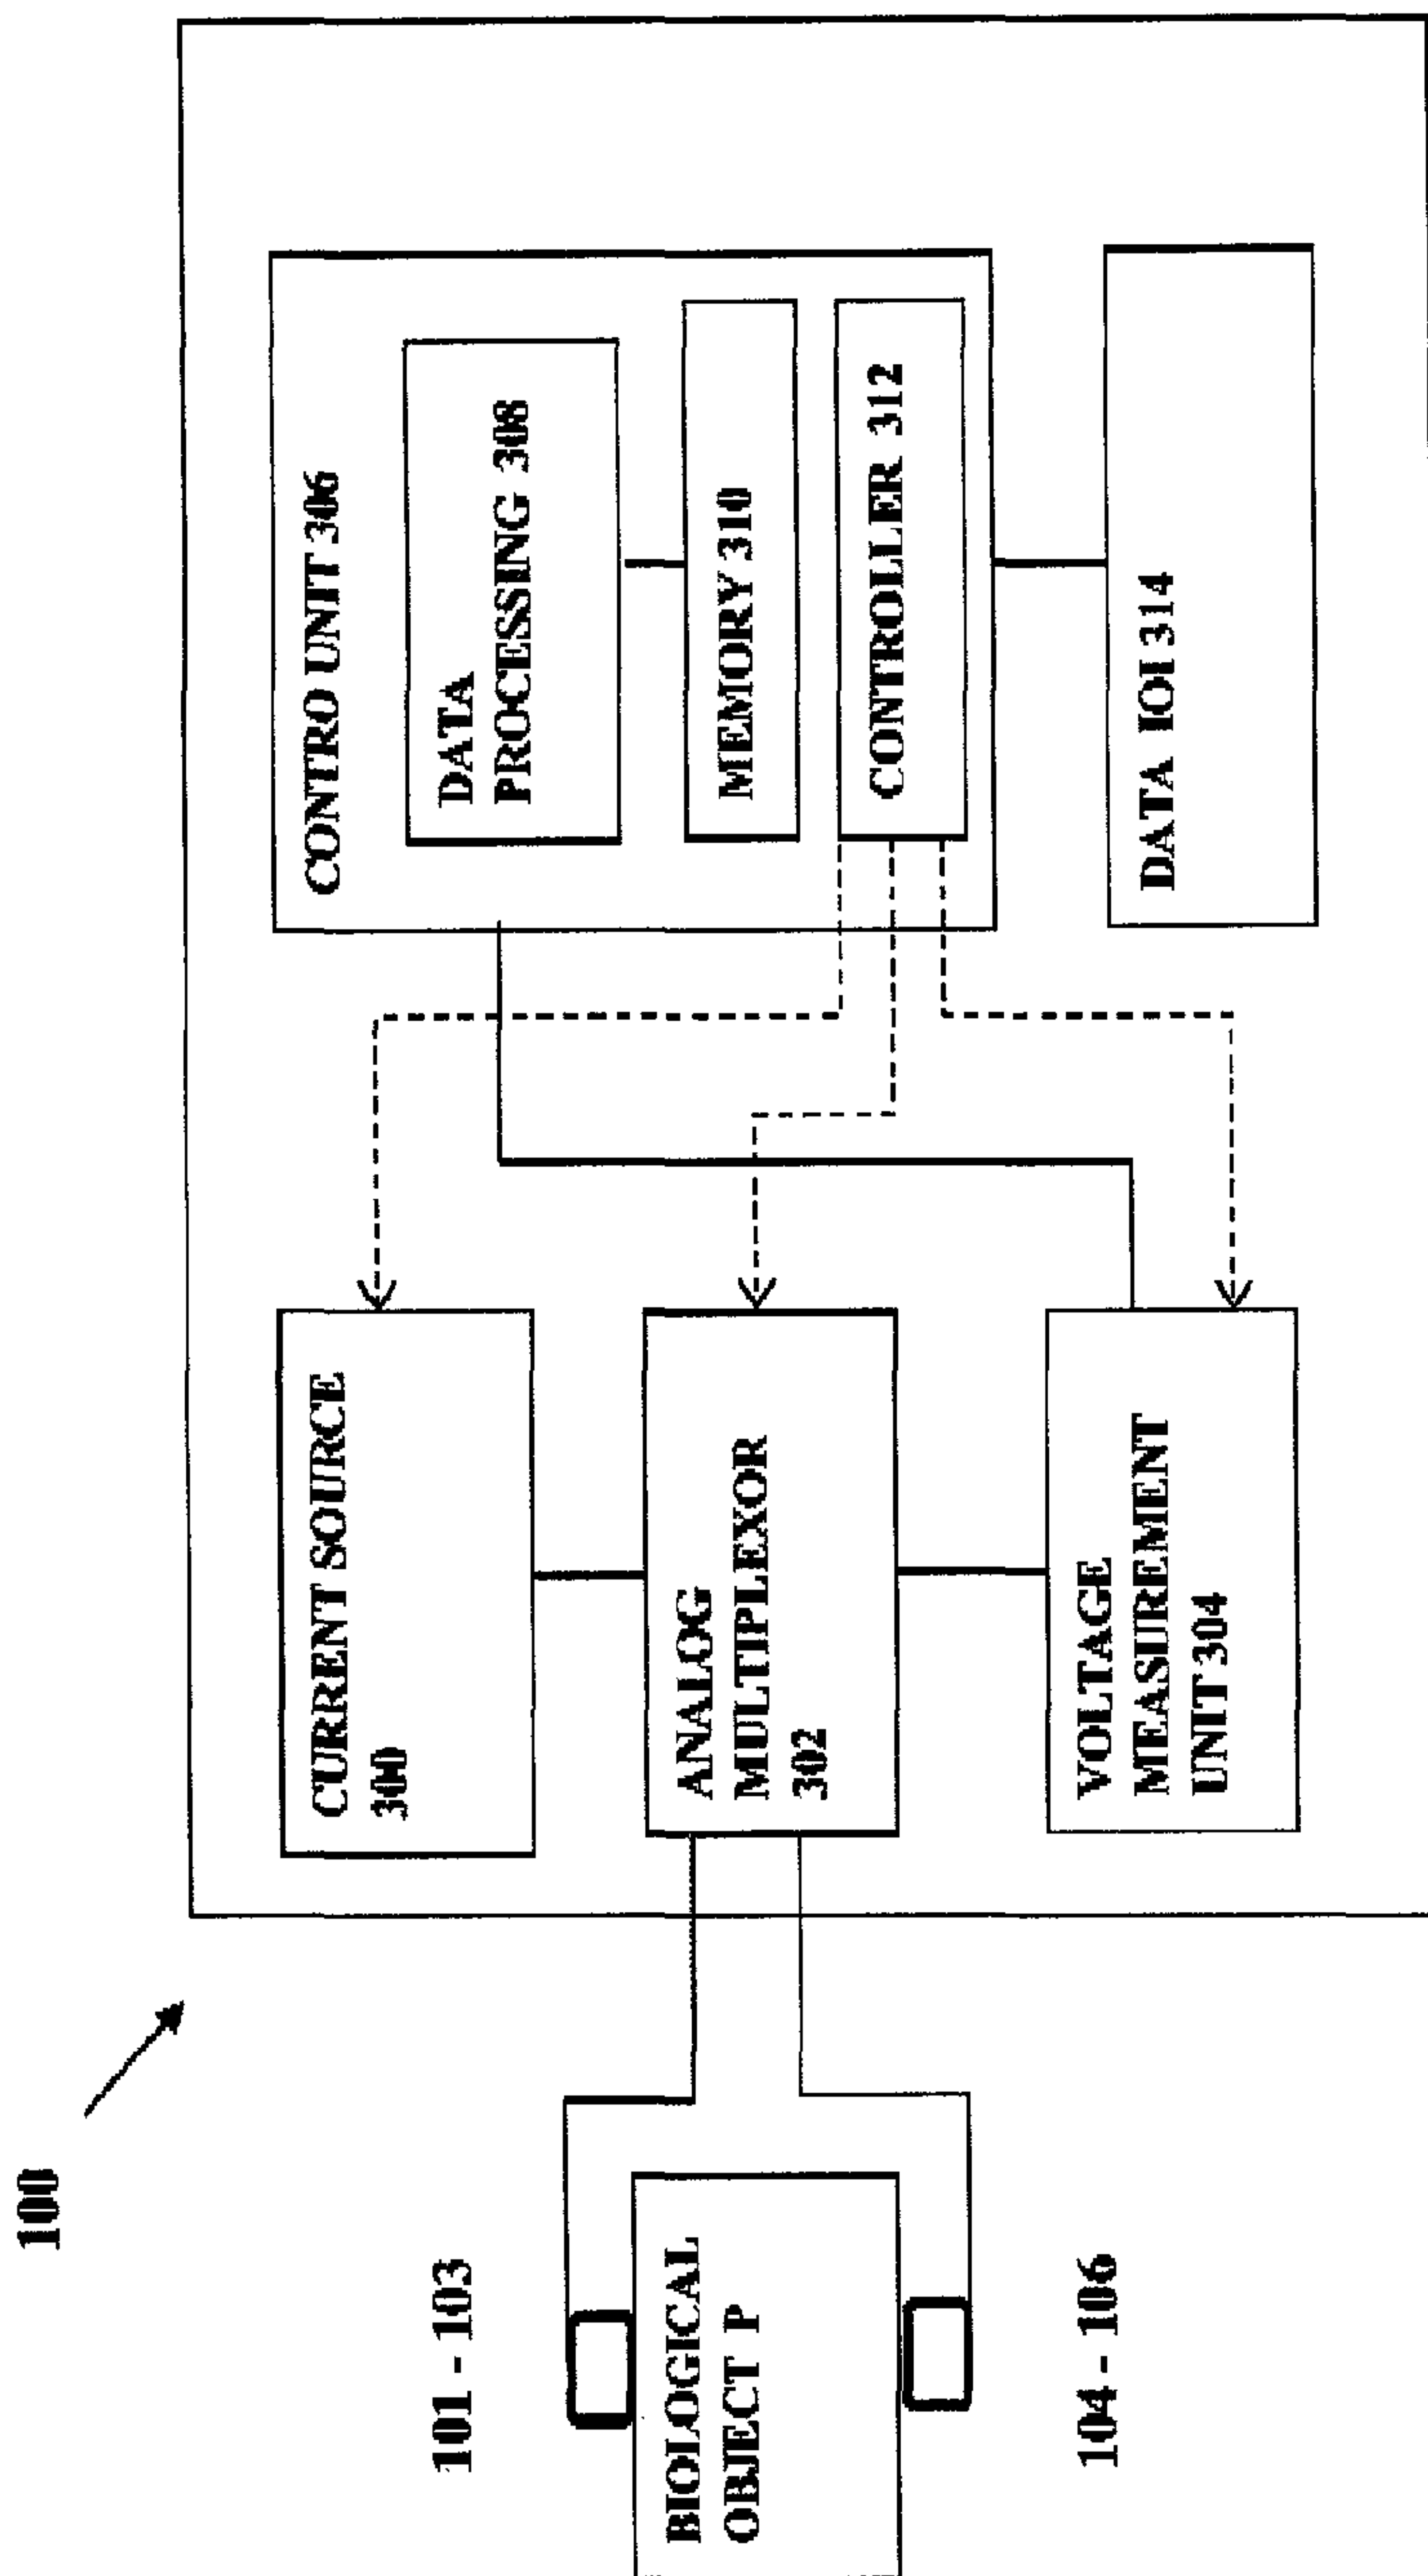 100
101 - 103
BIOLOGICAL
OBJECT P
104 - 106
CURRENT SOURCE
300
ANALOG
MULTIPLEXOR
302
VOLTAGE
MEASUREMENT
UNIT 304
CONTRO UNIT 306
DATA
PROCESSING 308
MEMORY 310
CONTROLLER 312
DATA IOI 314